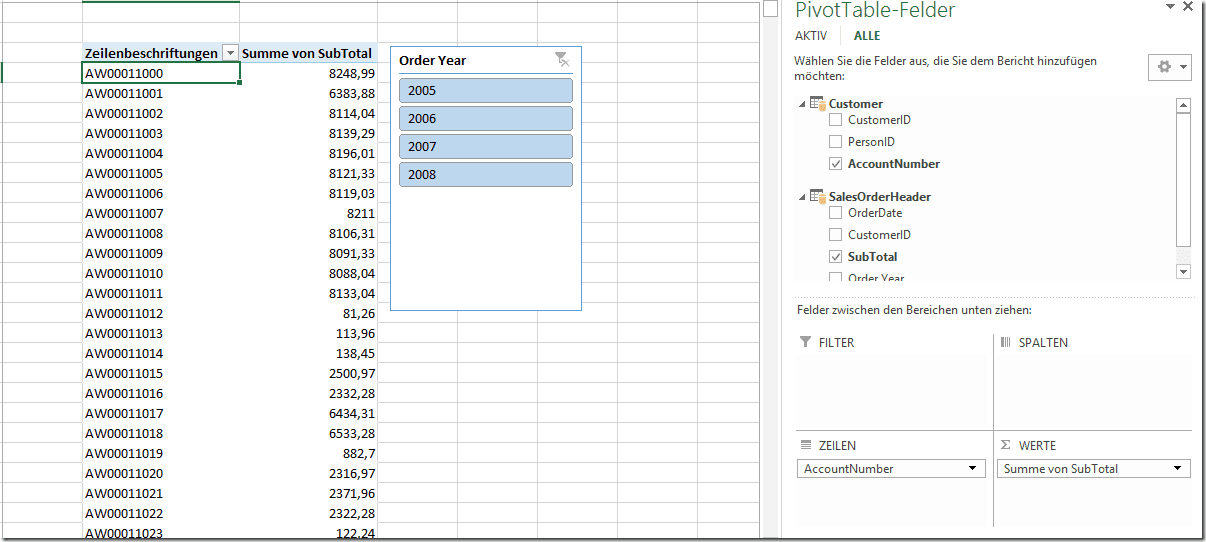 Zeilenbeschriftungen Summe von SubTotal
AW00011000 8248,99
AW00011001 6383,88
AW00011002 8114,04
AW00011003 8139,29
AW00011004 8196,01
AW00011005 8121,33
AW00011006 8119,03
AW00011007 8211
AW00011008 8106,31
AW00011009 8091,33
AW00011010 8088,04
AW00011011 8133,04
AW00011012 81,26
AW00011013 113,96
AW00011014 138,45
AW00011015 2500,97
AW00011016 2332,28
AW00011017 6434,31
AW00011018 6533,28
AW00011019 882,7
AW00011020 2316,97
AW00011021 2371,96
AW00011022 2322,28
AW00011023 122,24
Order Year
2005
2006
2007
2008
PivotTable-Felder
AKTIV ALLE
Wählen Sie die Felder aus, die Sie dem Bericht hinzufügen
möchten:
Customer
CustomerID
PersonID
AccountNumber
SalesOrderHeader
OrderDate
CustomerID
SubTotal
Order Year
Felder zwischen den Bereichen unten ziehen:
FILTER
SPALTEN
ZEILEN
AccountNumber
WERTE
Summe von SubTotal